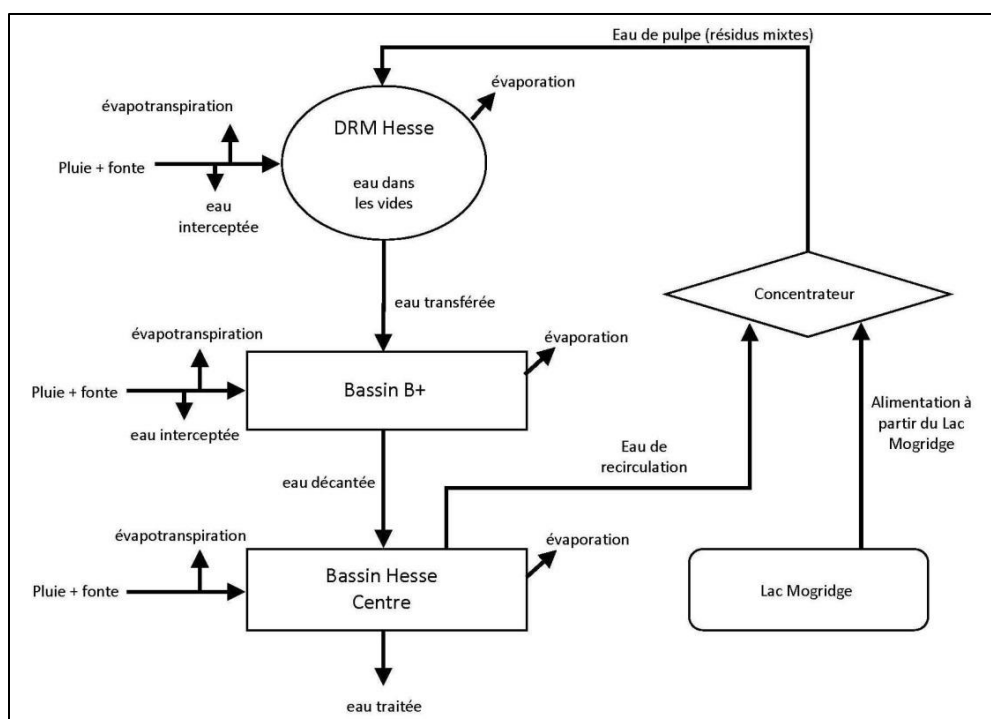 Eau de pulpe (résidus mixtes)
évaporation
évapotranspiration
DRM Hesse
Pluie + fonte
eau dans
les vides
eau
interceptée
Concentrateur
eau transférée
évapotranspiration
évaporation
Pluie + fonte
Bassin B+
eau interceptée
Alimentation à
partir du Lac
Mogridge
Eau de
recirculation
eau décantée
évapotranspiration
évaporation
Bassin Hesse
Centre
Pluie + fonte
Lac Mogridge
eau traitée